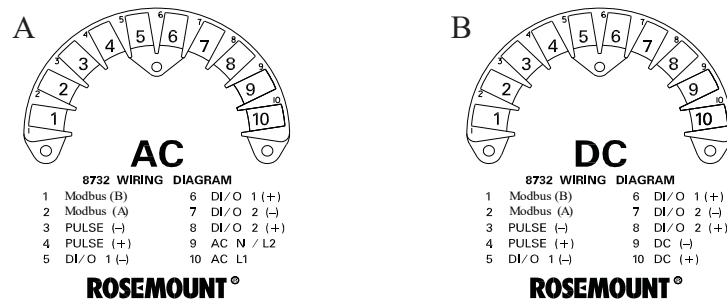 A
1 2 3 4 5 6 7 8 9 10
1 2 3 4 5 6 7 8 9 10
AC
8732 WIRING DIAGRAM
1 Modbus (B) 6 DI/O 1 (+)
2 Modbus (A) 7 DI/O 2 (–)
3 PULSE (–) 8 DI/O 2 (+)
4 PULSE (+) 9 AC N / L2
5 DI/O 1 (–) 10 AC L1
ROSEMOUNT®
B
1 2 3 4 5 6 7 8 9 10
1 2 3 4 5 6 7 8 9 10
DC
8732 WIRING DIAGRAM
1 Modbus (B) 6 DI/O 1 (+)
2 Modbus (A) 7 DI/O 2 (–)
3 PULSE (–) 8 DI/O 2 (+)
4 PULSE (+) 9 DC (–)
5 DI/O 1 (–) 10 DC (+)
ROSEMOUNT®